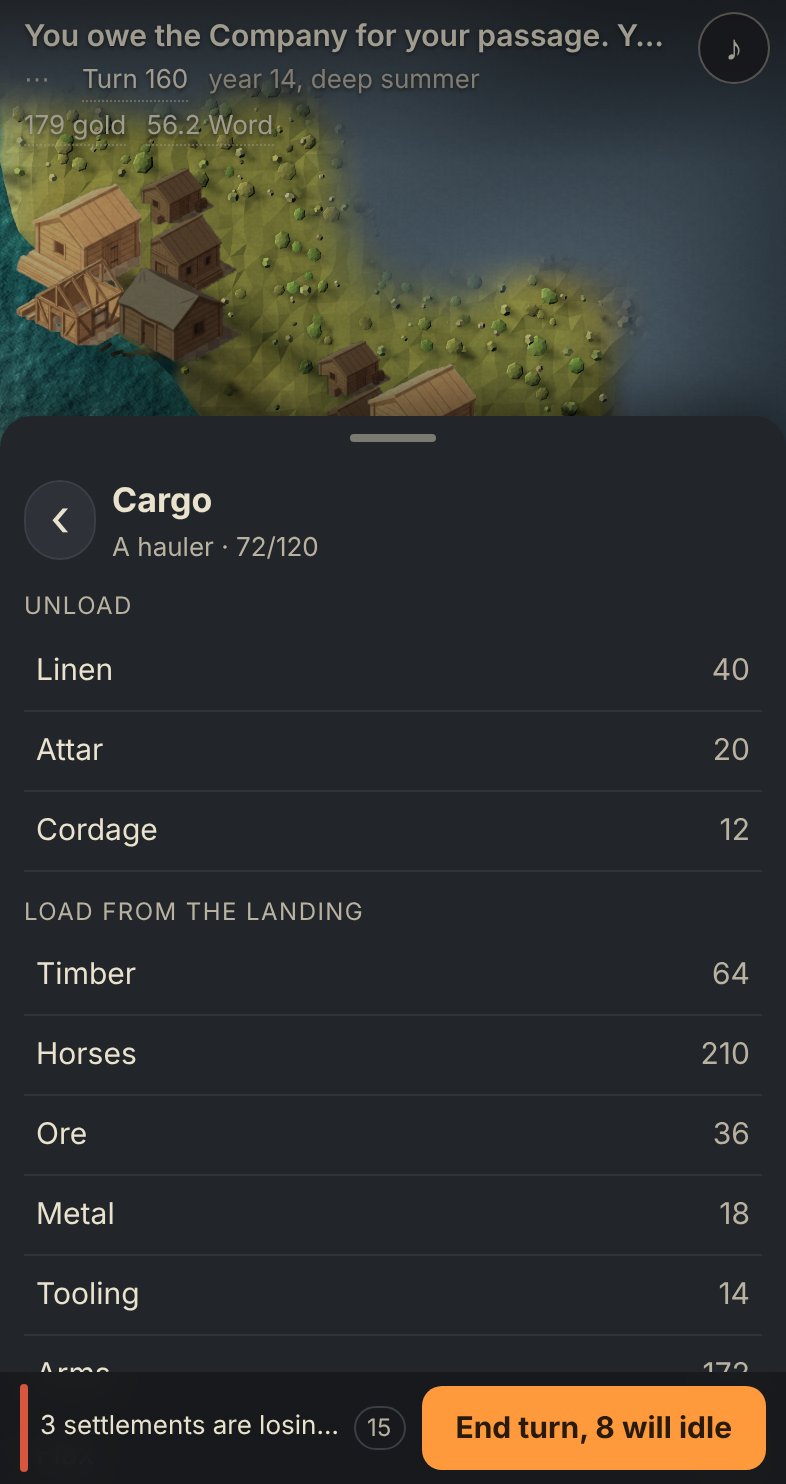 You owe the Company for your passage. Y...
... Turn 160 year 14, deep summer
179 gold 56.2 Word
Cargo
A hauler · 72/120
UNLOAD
Linen 40
Attar 20
Cordage 12
LOAD FROM THE LANDING
Timber 64
Horses 210
Ore 36
Metal 18
Tooling 14
Arms 172
3 settlements are losin... 15 End turn, 8 will idle